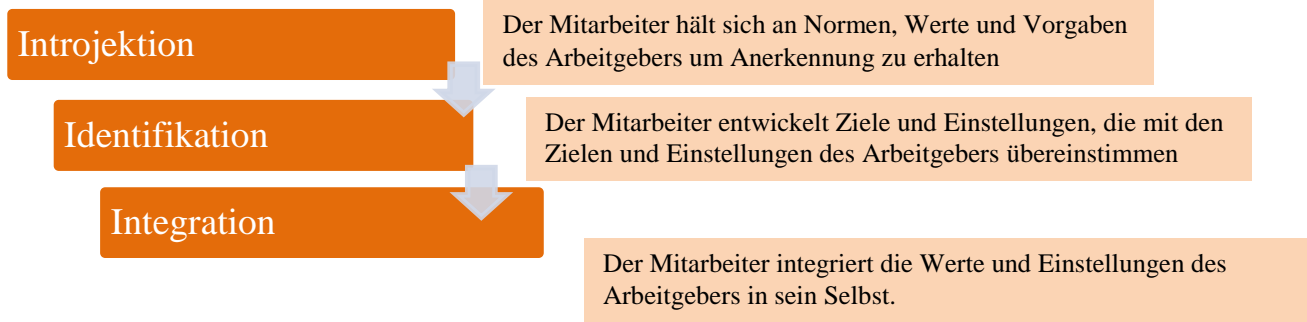 Introjektion
Der Mitarbeiter hält sich an Normen, Werte und Vorgaben
des Arbeitgebers um Anerkennung zu erhalten
Identifikation
Der Mitarbeiter entwickelt Ziele und Einstellungen, die mit den
Zielen und Einstellungen des Arbeitgebers übereinstimmen
Integration
Der Mitarbeiter integriert die Werte und Einstellungen des
Arbeitgebers in sein Selbst.